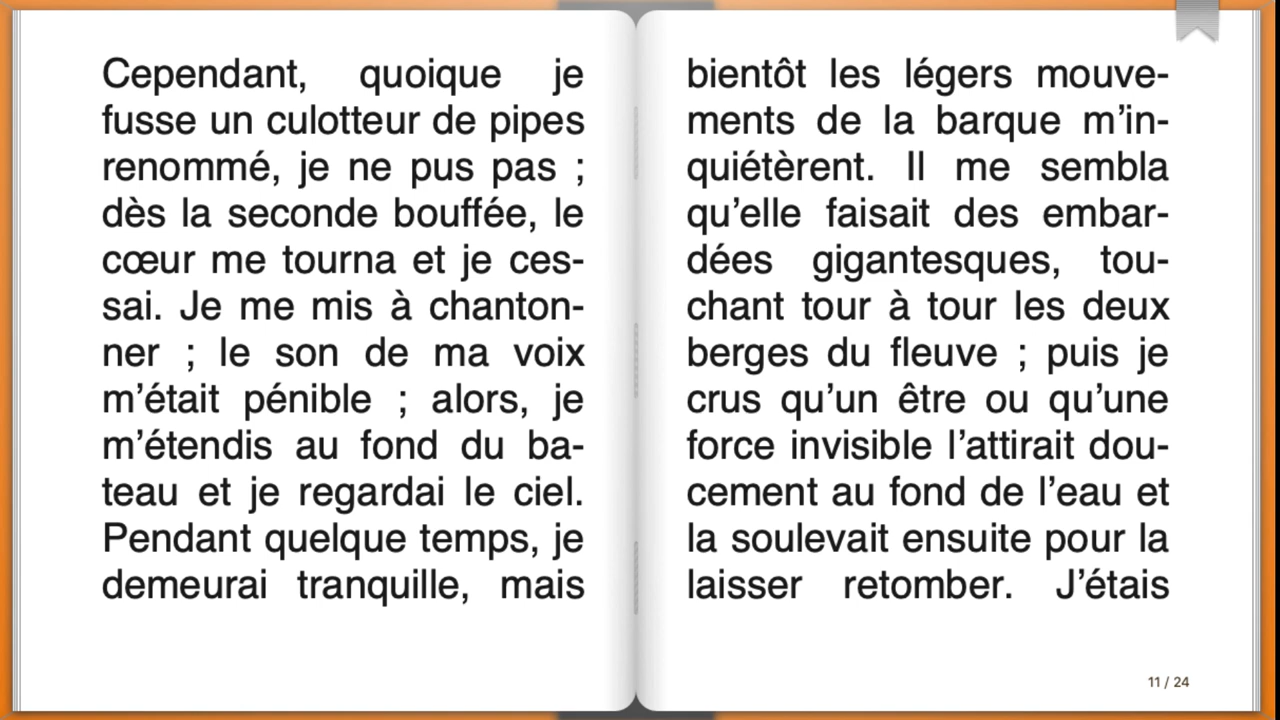 Cependant, quoique je
fusse un culotteur de pipes
renommé, je ne pus pas ;
dès la seconde bouffée, le
cœur me tourna et je ces-
sai. Je me mis à chanton-
ner ; le son de ma voix
m’était pénible ; alors, je
m’étendis au fond du ba-
teau et je regardai le ciel.
Pendant quelque temps, je
demeurai tranquille, mais
bientôt les légers mouve-
ments de la barque m’in-
quiétèrent. Il me sembla
qu’elle faisait des embar-
dées gigantesques, tou-
chant tour à tour les deux
berges du fleuve ; puis je
crus qu’un être ou qu’une
force invisible l’attirait dou-
cement au fond de l’eau et
la soulevait ensuite pour la
laisser retomber. J’étais
11 / 24